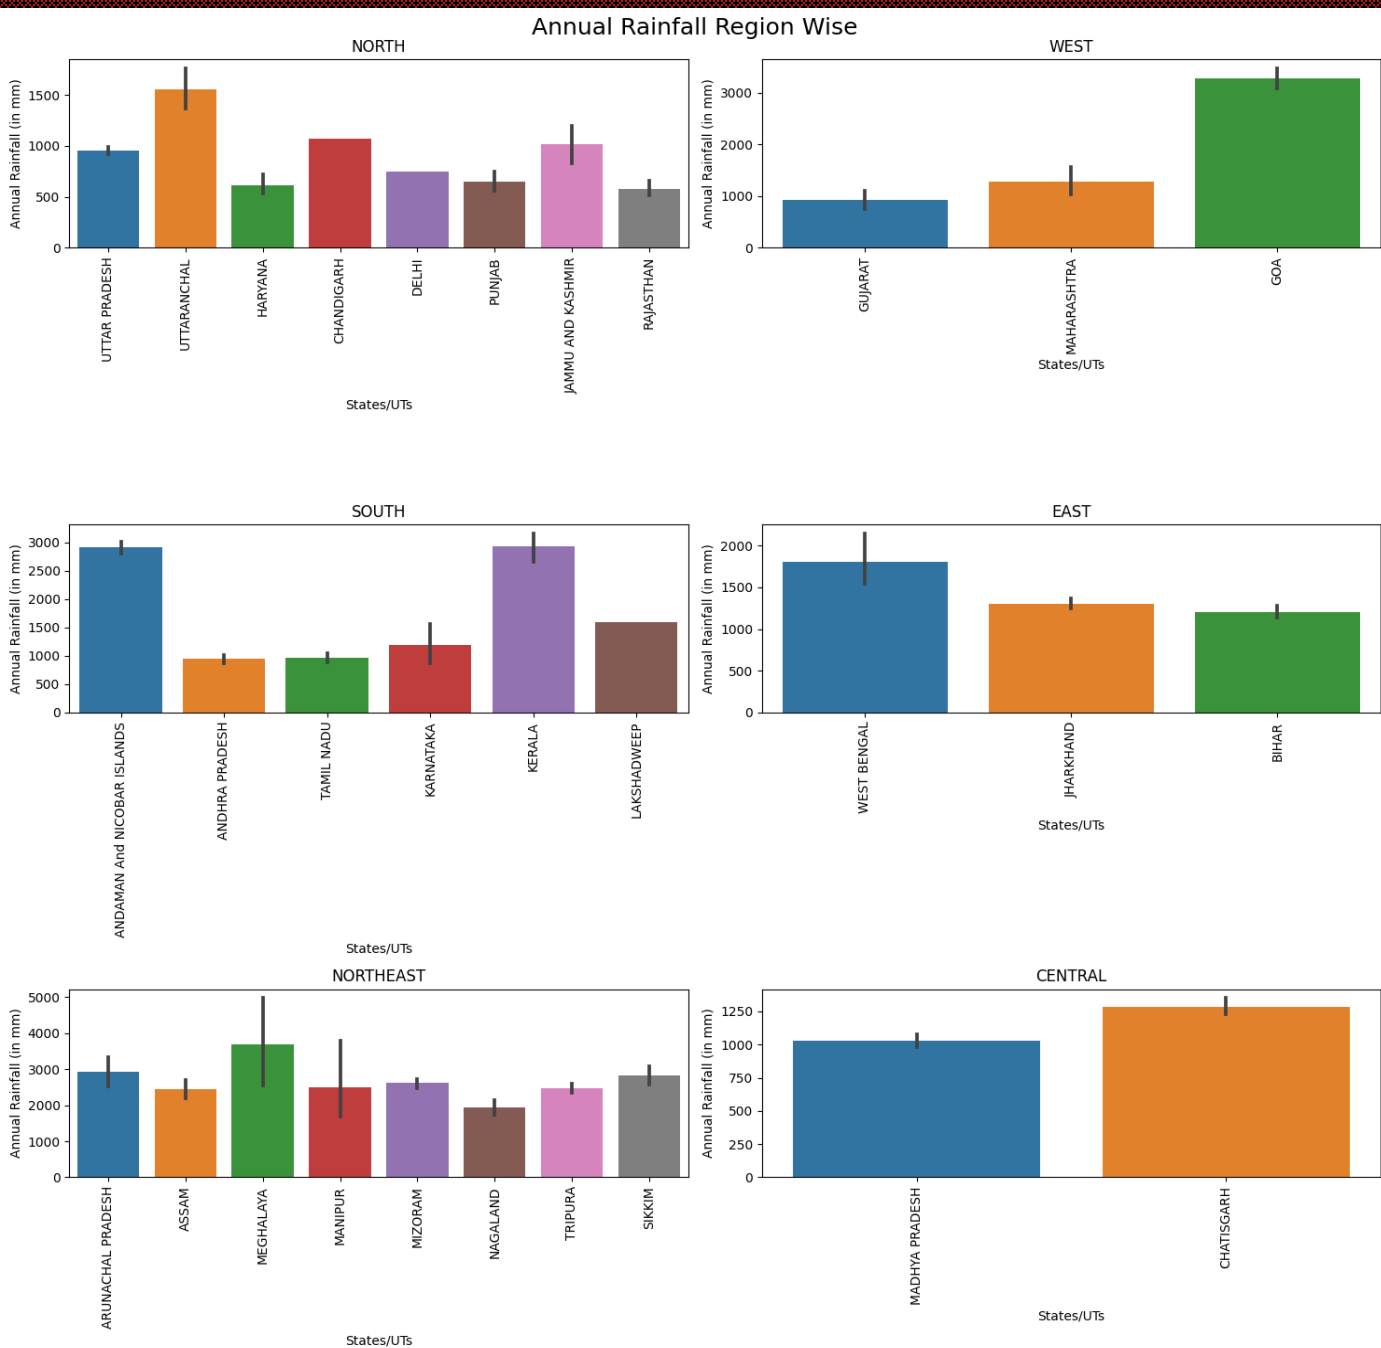 Annual Rainfall Region Wise
NORTH
Annual Rainfall (in mm)
1500
1000
500
0
UTTAR PRADESH
UTTARANCHAL
HARYANA
CHANDIGARH
DELHI
PUNJAB
JAMMU AND KASHMIR
RAJASTHAN
States/UTs
WEST
Annual Rainfall (in mm)
3000
2000
1000
0
GUJARAT
MAHARASHTRA
GOA
States/UTs
SOUTH
Annual Rainfall (in mm)
3000
2500
2000
1500
1000
500
0
ANDAMAN And NICOBAR ISLANDS
ANDHRA PRADESH
TAMIL NADU
KARNATAKA
KERALA
LAKSHADWEEP
States/UTs
EAST
Annual Rainfall (in mm)
2000
1500
1000
500
0
WEST BENGAL
JHARKHAND
BIHAR
States/UTs
NORTHEAST
Annual Rainfall (in mm)
5000
4000
3000
2000
1000
0
ARUNACHAL PRADESH
ASSAM
MEGHALAYA
MANIPUR
MIZORAM
NAGALAND
TRIPURA
SIKKIM
States/UTs
CENTRAL
Annual Rainfall (in mm)
1250
1000
750
500
250
0
MADHYA PRADESH
CHATISGARH
States/UTs